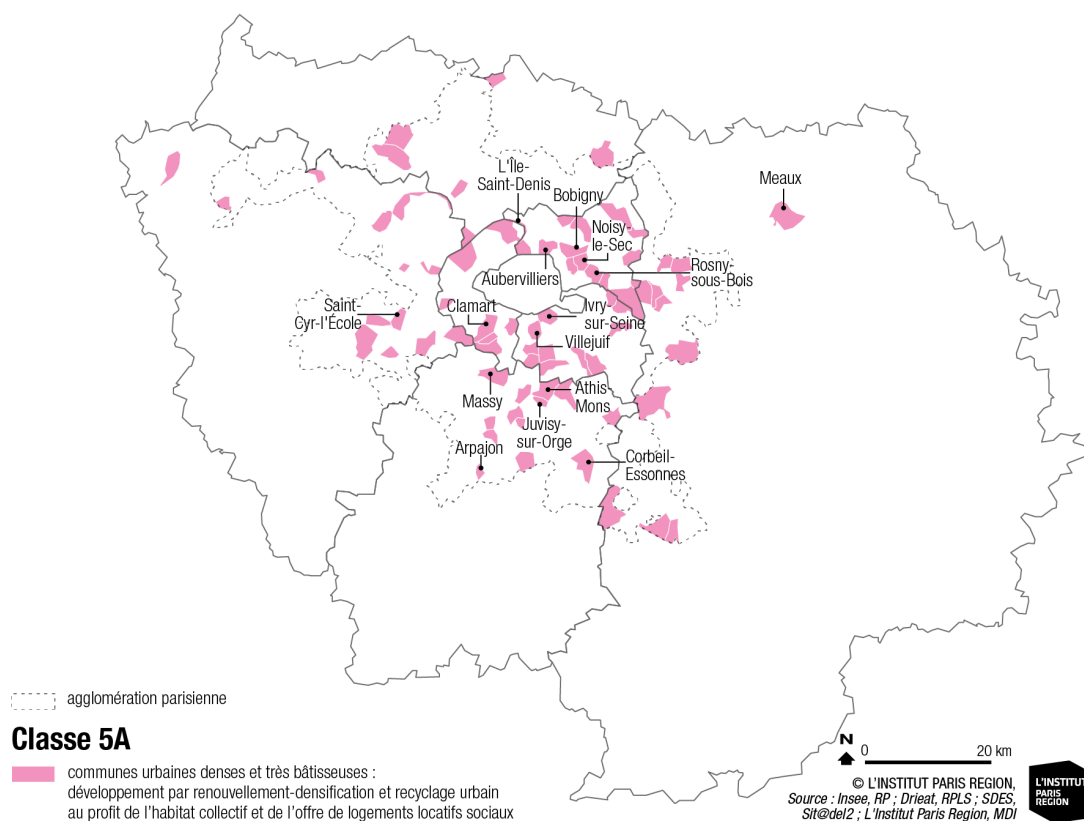 L'Île-
Saint-Denis
Bobigny
Meaux
Noisy-
le-Sec
Aubervilliers
Rosny-
sous-Bois
Saint-
Cyr-l'École
Clamart
Ivry-
sur-Seine
Villejuif
Massy
Athis
Mons
Juvisy-
sur-Orge
Arpajon
Corbeil-
Essonnes
agglomération parisienne
Classe 5A
communes urbaines denses et très bâtisseuses :
développement par renouvellement-densification et recyclage urbain
au profit de l'habitat collectif et de l'offre de logements locatifs sociaux
N
0 20 km
© L'INSTITUT PARIS REGION,
Source : Insee, RP ; Drieat, RPLS ; SDES,
Sit@del2 ; L'Institut Paris Region, MDI
L'INSTITUT
PARIS
REGION